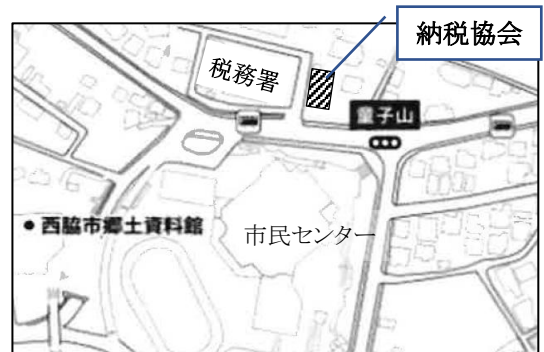 納税協会
税務署
童子山
西脇市郷土資料館
市民センター